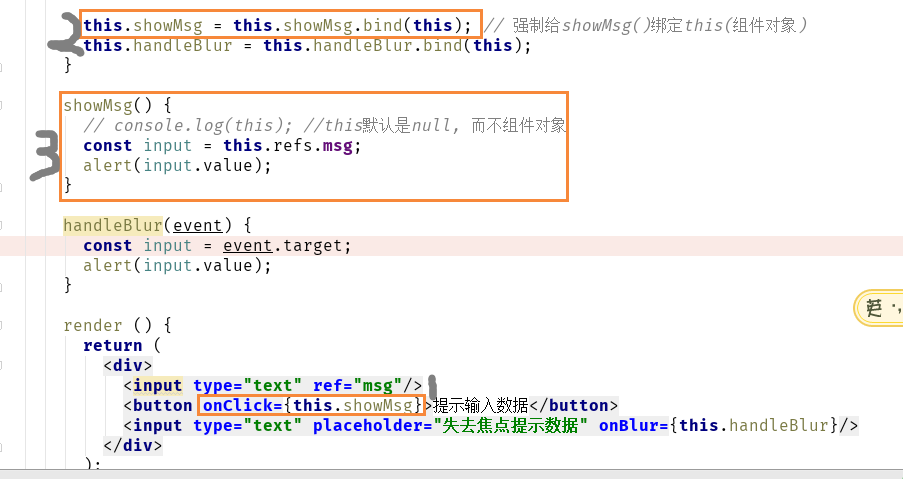 this.showMsg = this.showMsg.bind(this); // 强制给showMsg()绑定this(组件对象)
this.handleBlur = this.handleBlur.bind(this);
}
showMsg() {
// console.log(this); //this默认是null, 而不组件对象
const input = this.refs.msg;
alert(input.value);
}
handleBlur(event) {
const input = event.target;
alert(input.value);
}
render () {
return (
<div>
<input type="text" ref="msg"/>
<button onClick={this.showMsg}>提示输入数据</button>
<input type="text" placeholder="失去焦点提示数据" onBlur={this.handleBlur}/>
</div>
);
2
3
1